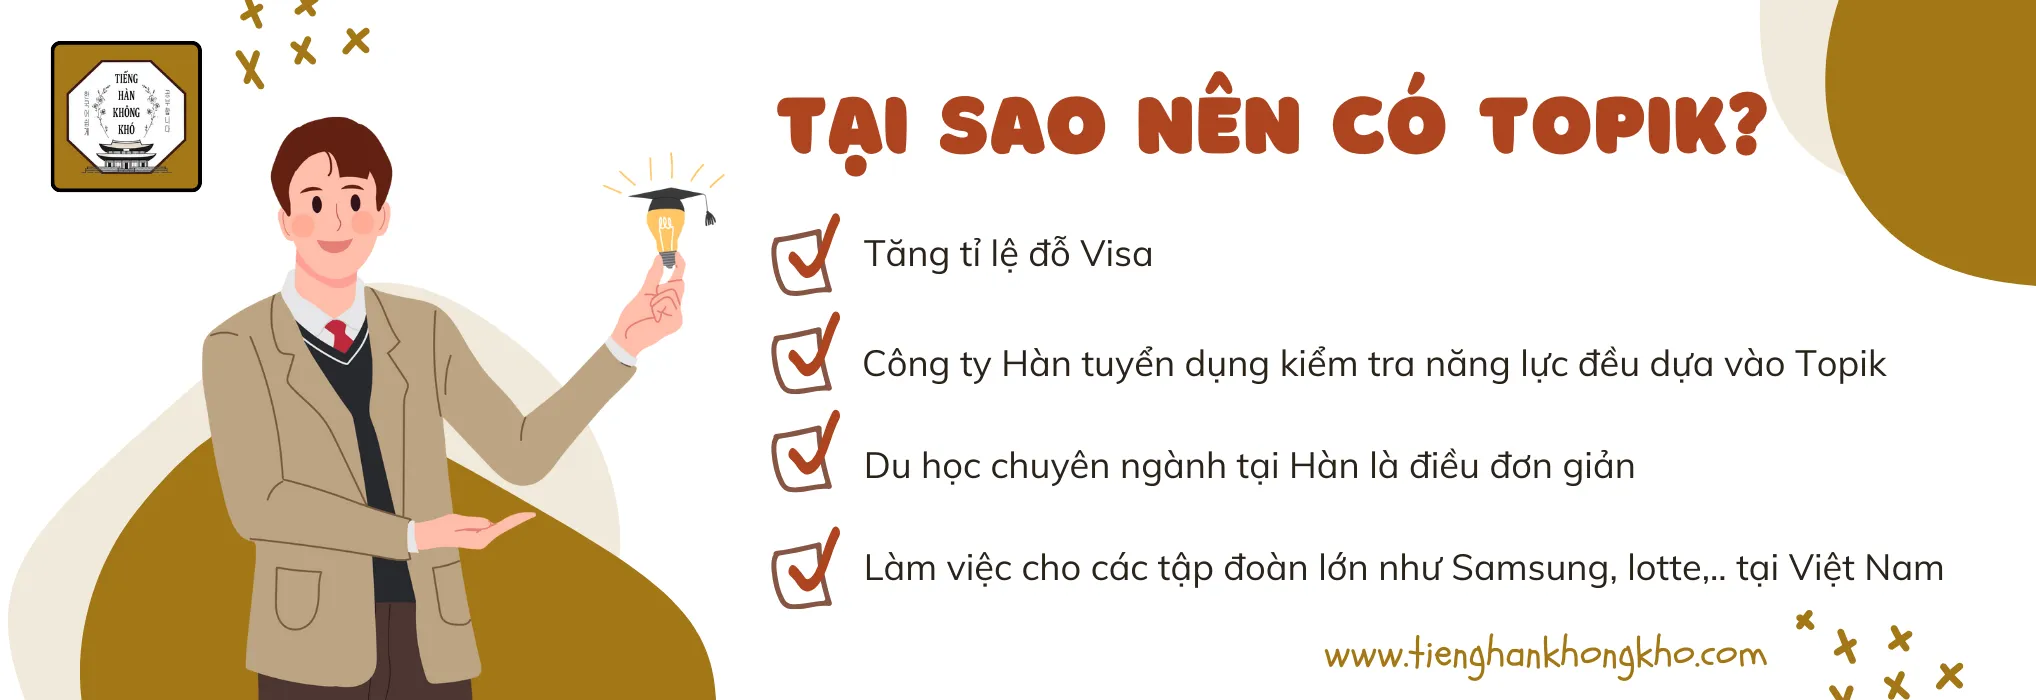 TIẾNG
HÀN
KHÔNG
KHÓ
TẠI SAO NÊN CÓ TOPIK?
Tăng tỉ lệ đỗ Visa
Công ty Hàn tuyển dụng kiểm tra năng lực đều dựa vào Topik
Du học chuyên ngành tại Hàn là điều đơn giản
Làm việc cho các tập đoàn lớn như Samsung, lotte,.. tại Việt Nam
www.tienghankhongkho.com